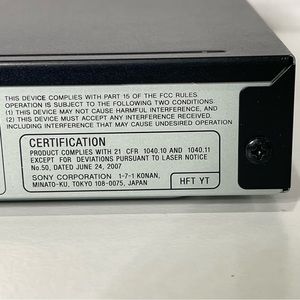 THIS DEVICE COMPLIES WITH PART 15 OF THE FCC RULES
OPERATION IS SUBJECT TO THE FOLLOWING TWO CONDITIONS
(1) THIS DEVICE MAY NOT CAUSE HARMFUL INTERFERENCE, AND
(2) THIS DEVICE MUST ACCEPT ANY INTERFERENCE RECEIVED,
INCLUDING INTERFERENCE THAT MAY CAUSE UNDESIRED OPERATION
CERTIFICATION
PRODUCT COMPLIES WITH 21 CFR 1040.10 AND 1040.11
EXCEPT FOR DEVIATIONS PURSUANT TO LASER NOTICE
No.50, DATED JUNE 24, 2007
SONY CORPORATION 1-7-1 KONAN,
MINATO-KU, TOKYO 108-0075, JAPAN
HFT YT